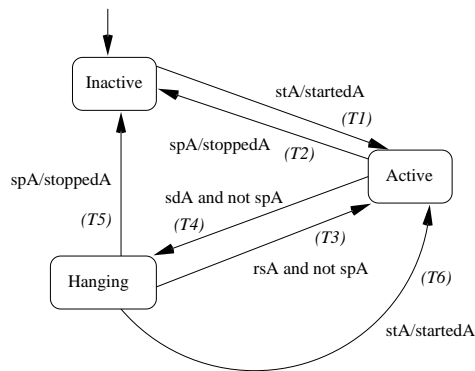 Inactive
stA/startedA
(T1)
spA/stoppedA
(T2)
Active
spA/stoppedA
sdA and not spA
(T5)
(T4)
(T3)
Hanging
rsA and not spA
(T6)
stA/startedA